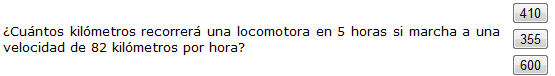 410
¿Cuántos kilómetros recorrerá una locomotora en 5 horas si marcha a una
355
velocidad de 82 kilómetros por hora?
600